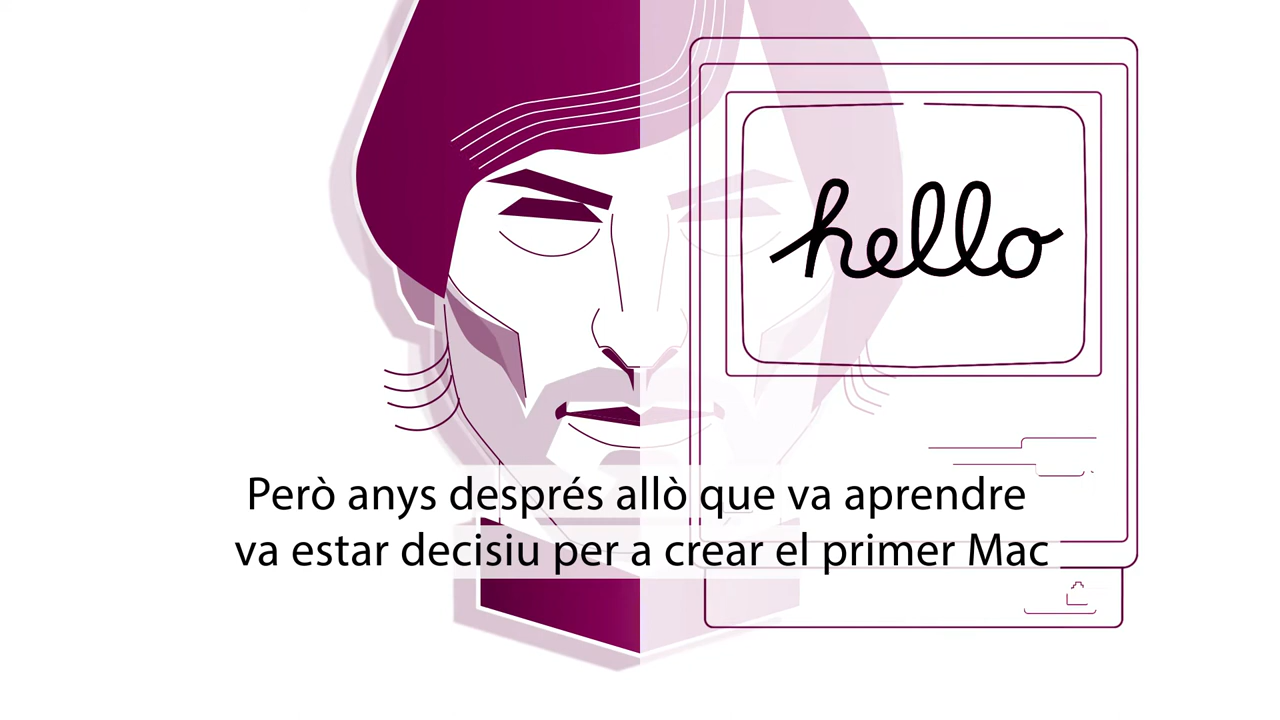 hello
Però anys després allò que va aprendre
va estar decisiu per a crear el primer Mac